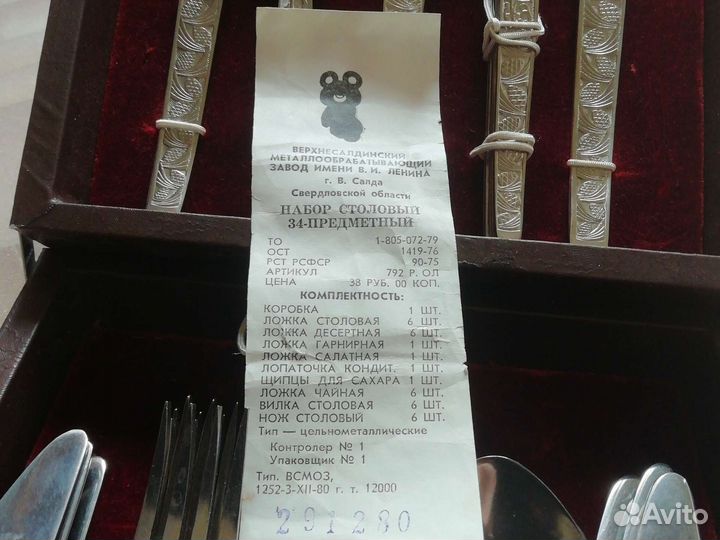 ВЕРХНЕСАЛДИНСКИЙ
МЕТАЛЛООБРАБАТЫВАЮЩИЙ
ЗАВОД ИМЕНИ В. И. ЛЕНИНА
г. В. Салда
Свердловской области
НАБОР СТОЛОВЫЙ
34-ПРЕДМЕТНЫЙ
ТО 1-805-072-79
ОСТ 1419-76
РСТ РСФСР 90-75
АРТИКУЛ 792 Р. ОЛ
ЦЕНА 38 РУБ. 00 КОП.
КОМПЛЕКТНОСТЬ:
КОРОБКА 1 ШТ.
ЛОЖКА СТОЛОВАЯ 6 ШТ.
ЛОЖКА ДЕСЕРТНАЯ 6 ШТ.
ЛОЖКА ГАРНИРНАЯ 1 ШТ.
ЛОЖКА САЛАТНАЯ 1 ШТ.
ЛОПАТОЧКА КОНДИТ. 1 ШТ.
ЩИПЦЫ ДЛЯ САХАРА 1 ШТ.
ЛОЖКА ЧАЙНАЯ 6 ШТ.
ВИЛКА СТОЛОВАЯ 6 ШТ.
НОЖ СТОЛОВЫЙ 6 ШТ.
Тип — цельнометаллические
Контролер № 1
Упаковщик № 1
Тип. ВСМОЗ,
1252-3-XII-80 г. т. 12000
291280
Avito